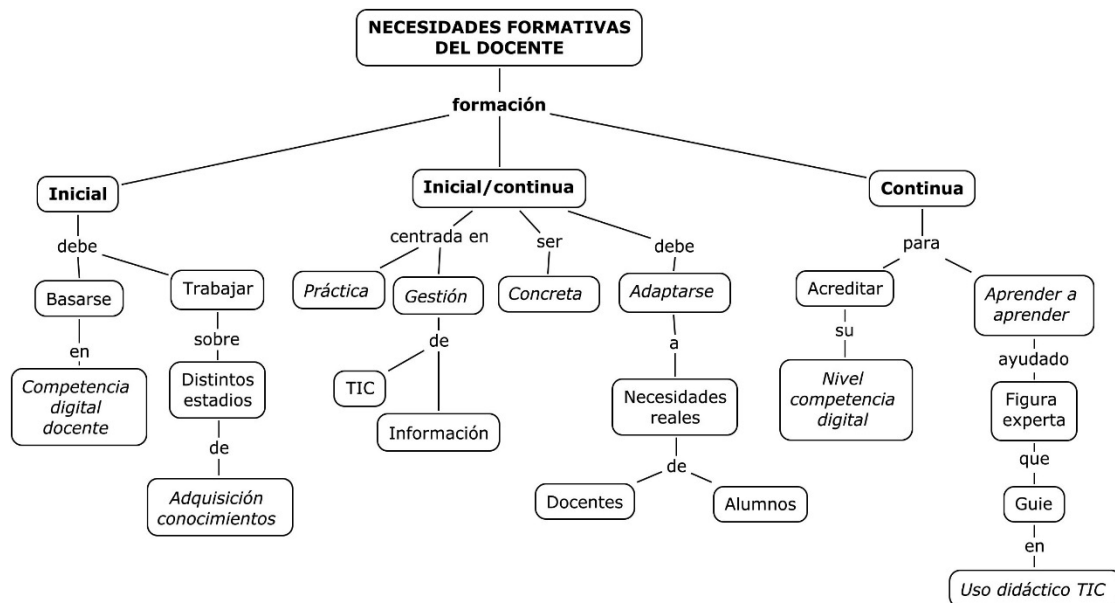 NECESIDADES FORMATIVAS
DEL DOCENTE
formación
Inicial
Inicial/continua
Continua
debe
centrada en
ser
debe
para
Basarse
Trabajar
Práctica
Gestión
Concreta
Adaptarse
Acreditar
Aprender a
aprender
en
sobre
de
a
su
ayudado
Competencia
digital
docente
Distintos
estadios
TIC
Información
Necesidades
reales
Nivel
competencia
digital
Figura
experta
de
de
que
Adquisición
conocimientos
Docentes
Alumnos
Guie
en
Uso didáctico TIC